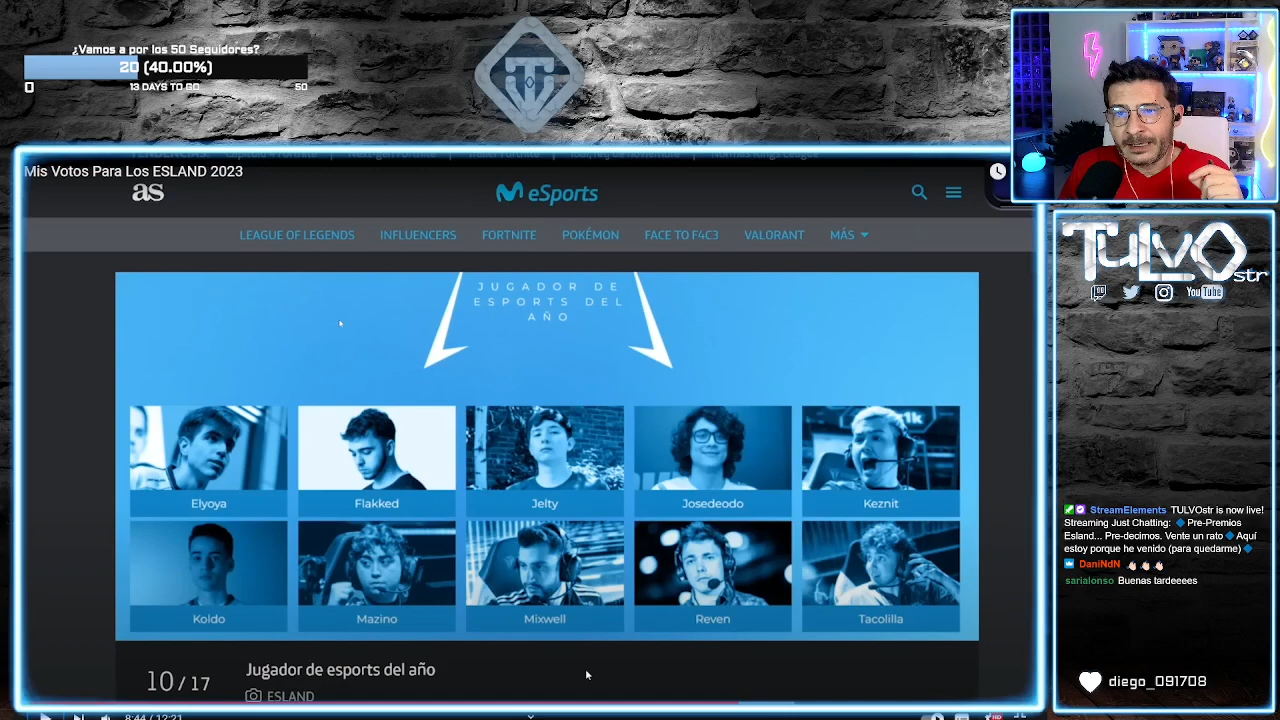 ¿Vamos a por los 50 Seguidores?
20 (40.00%)
0
13 DAYS TO GO
50
Mis Votos Para Los ESLAND 2023
as
eSports
LEAGUE OF LEGENDS
INFLUENCERS
FORTNITE
POKÉMON
FACE TO F4C3
VALORANT
MÁS
JUGADOR DE
ESPORTS DEL
AÑO
Elyoya
Flakked
Jelty
Josedeodo
Keznit
Koldo
Mazino
Mixwell
Reven
Tacolilla
10/17
Jugador de esports del año
ESLAND
8:44 / 12:21
TULVOstr
YouTube
StreamElements TULVOstr is now live!
Streaming Just Chatting: Pre-Premios
Esland... Pre-decimos. Vente un rato Aquí
estoy porque he venido (para quedarme)
DaniNdN
sarialonso Buenas tardeeees
diego_091708